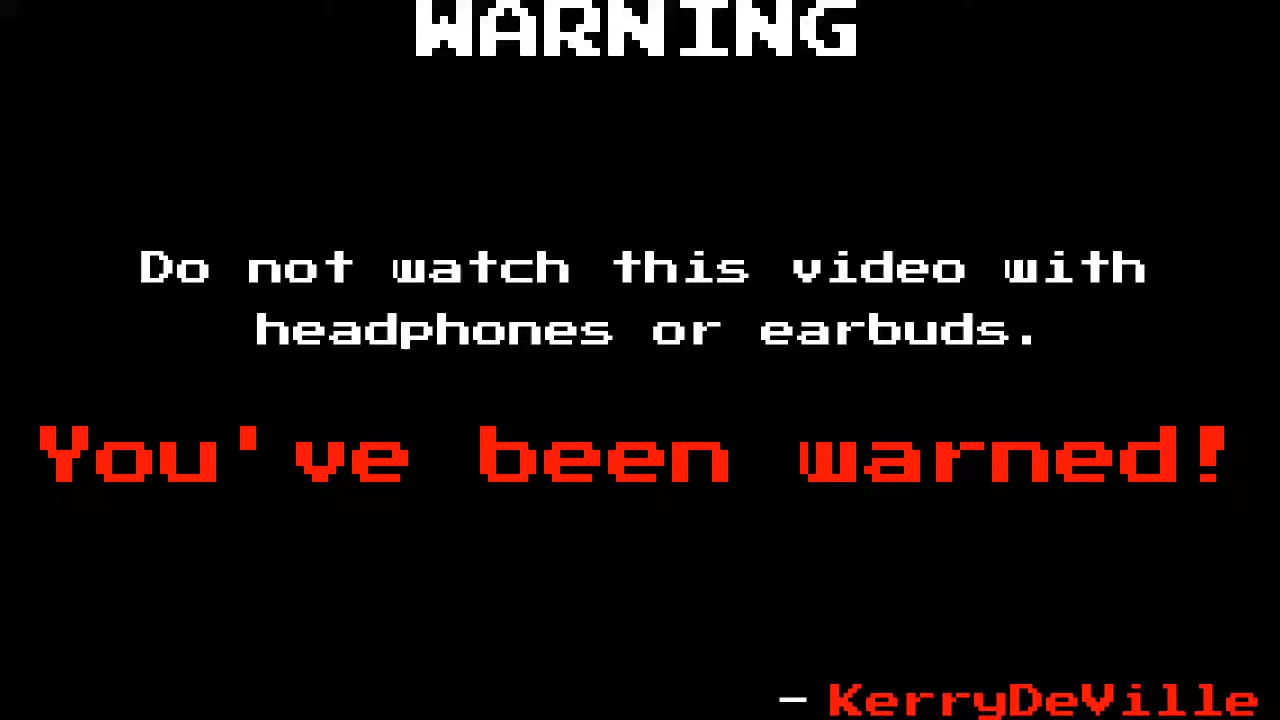 WARNING
Do not watch this video with
headphones or earbuds.
You've been warned!
- KerryDeVille